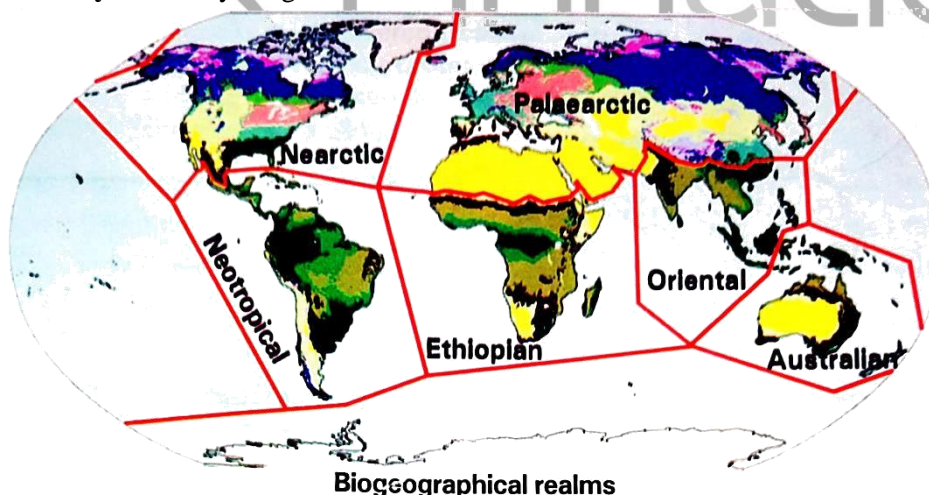 Palaearctic
Nearctic
Neotropical
Oriental
Ethiopian
Australian
Biogeographical realms